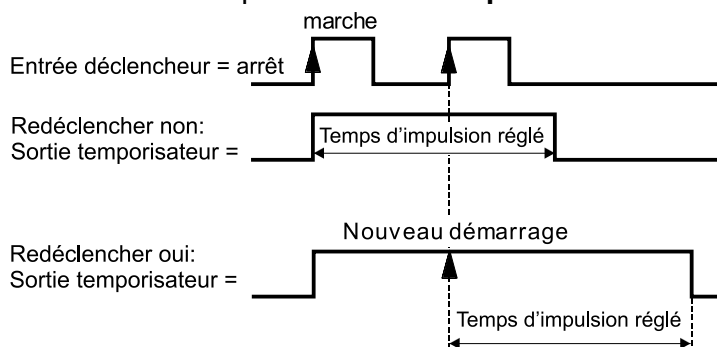 marche
Entrée déclencheur = arrêt
Redéclencher non:
Sortie temporisateur =
Temps d'impulsion réglé
Nouveau démarrage
Redéclencher oui:
Sortie temporisateur =
Temps d'impulsion réglé